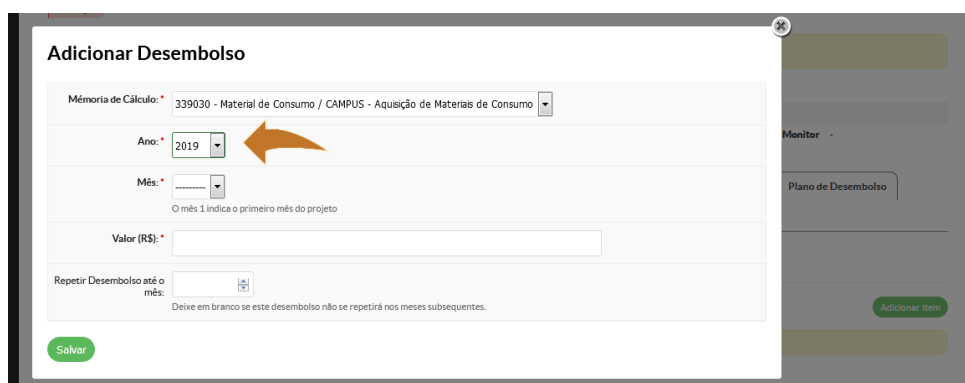 Adicionar Desembolso
Mémoria de Cálculo: * 339030 - Material de Consumo / CAMPUS - Aquisição de Materiais de Consumo
Ano: * 2019
Monitor -
Mês: * ---------
Plano de Desembolso
O mês 1 indica o primeiro mês do projeto
Valor (R$): *
Repetir Desembolso até o
mês:
Deixe em branco se este desembolso não se repetirá nos meses subsequentes.
Adicionar Item
Salvar